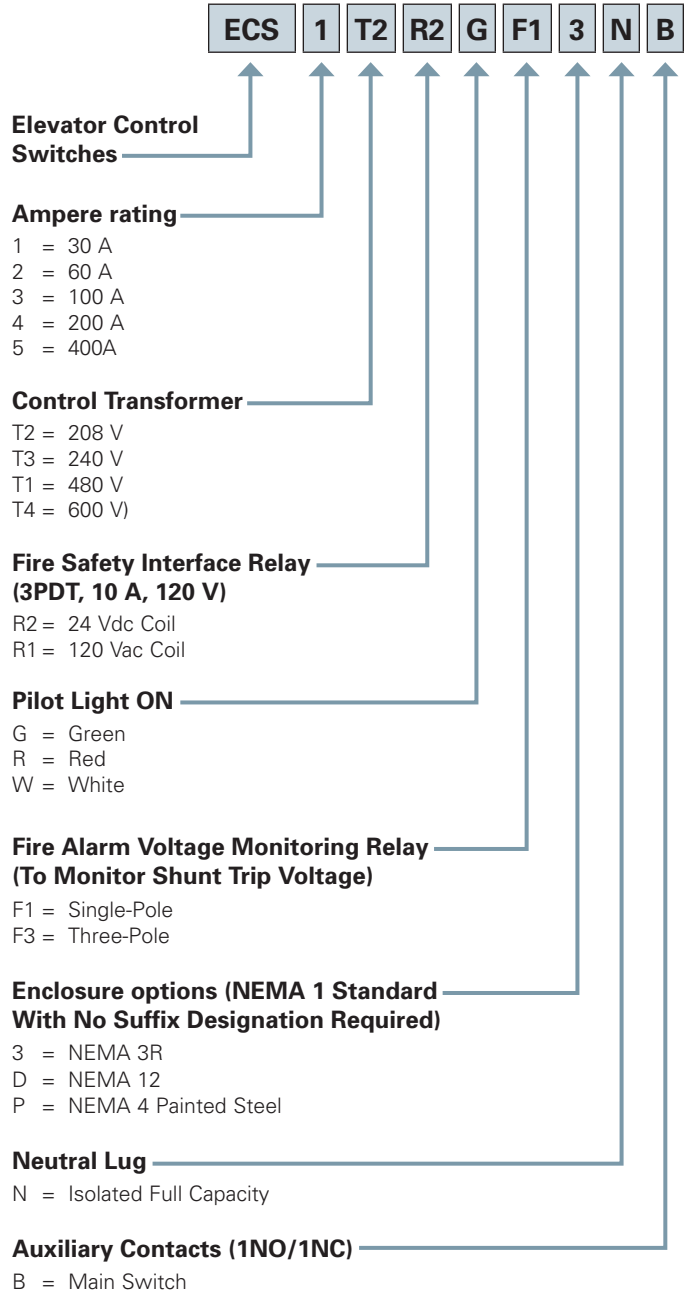 ECS 1 T2 R2 G F1 3 N B
Elevator Control
Switches
Ampere rating
1 = 30 A
2 = 60 A
3 = 100 A
4 = 200 A
5 = 400A
Control Transformer
T2 = 208 V
T3 = 240 V
T1 = 480 V
T4 = 600 V)
Fire Safety Interface Relay
(3PDT, 10 A, 120 V)
R2 = 24 Vdc Coil
R1 = 120 Vac Coil
Pilot Light ON
G = Green
R = Red
W = White
Fire Alarm Voltage Monitoring Relay
(To Monitor Shunt Trip Voltage)
F1 = Single-Pole
F3 = Three-Pole
Enclosure options (NEMA 1 Standard
With No Suffix Designation Required)
3 = NEMA 3R
D = NEMA 12
P = NEMA 4 Painted Steel
Neutral Lug
N = Isolated Full Capacity
Auxiliary Contacts (1NO/1NC)
B = Main Switch